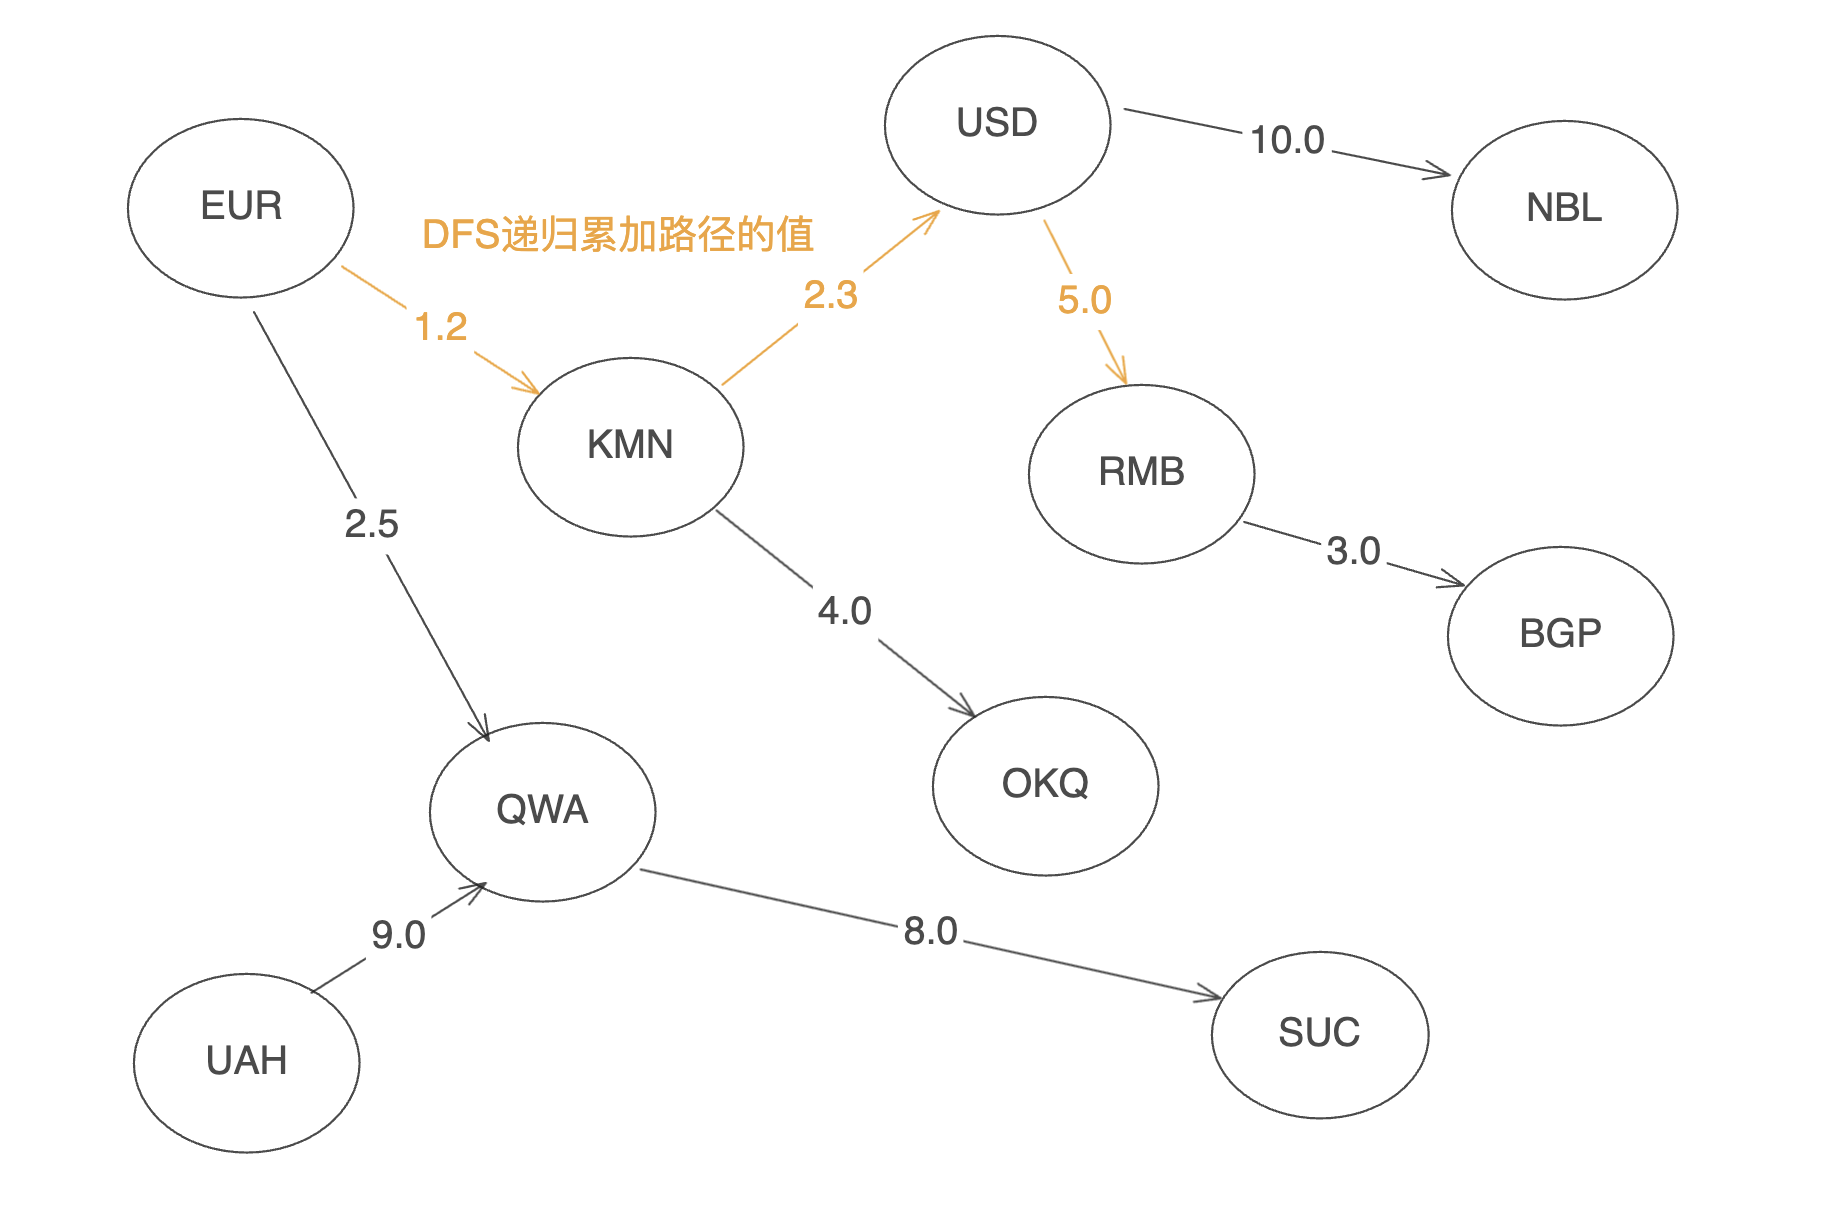 USD
10.0
EUR
NBL
DFS递归累加路径的值
2.3
5.0
1.2
KMN
RMB
2.5
3.0
4.0
BGP
OKQ
QWA
9.0
8.0
SUC
UAH